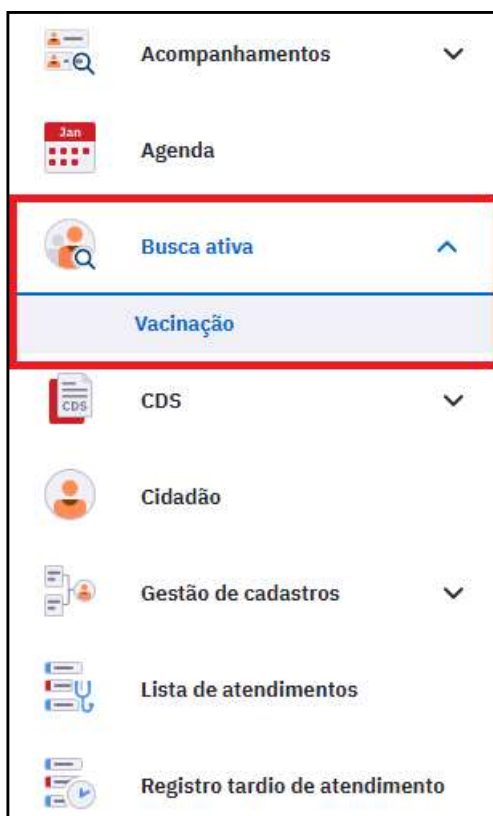 Acompanhamentos
Jan
Agenda
Busca ativa
Vacinação
CDS
CDS
Cidadão
Gestão de cadastros
Lista de atendimentos
Registro tardio de atendimento